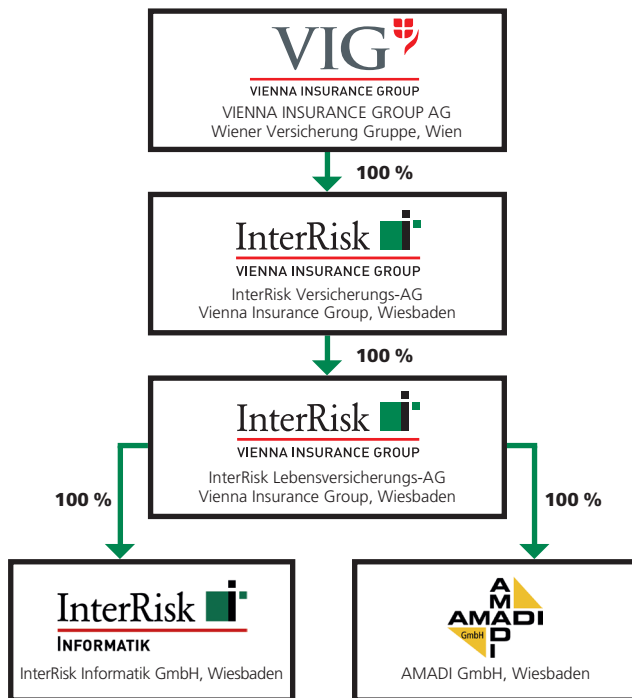 VIG
VIENNA INSURANCE GROUP
VIENNA INSURANCE GROUP AG
Wiener Versicherung Gruppe, Wien
100 %
InterRisk
VIENNA INSURANCE GROUP
InterRisk Versicherungs-AG
Vienna Insurance Group, Wiesbaden
100 %
InterRisk
VIENNA INSURANCE GROUP
InterRisk Lebensversicherungs-AG
Vienna Insurance Group, Wiesbaden
100 %
100 %
InterRisk
INFORMATIK
InterRisk Informatik GmbH, Wiesbaden
AMADI
AMADI
GmbH
AMADI GmbH, Wiesbaden